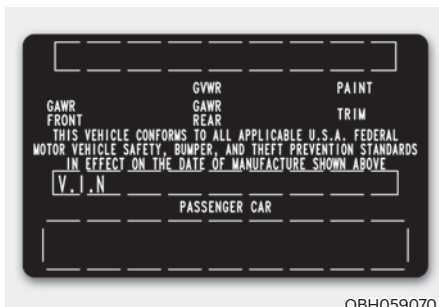 GVWR PAINT
GAWR FRONT GAWR REAR TRIM
THIS VEHICLE CONFORMS TO ALL APPLICABLE U.S.A. FEDERAL
MOTOR VEHICLE SAFETY, BUMPER, AND THEFT PREVENTION STANDARDS
IN EFFECT ON THE DATE OF MANUFACTURE SHOWN ABOVE
V.I.N
PASSENGER CAR
OBH059070